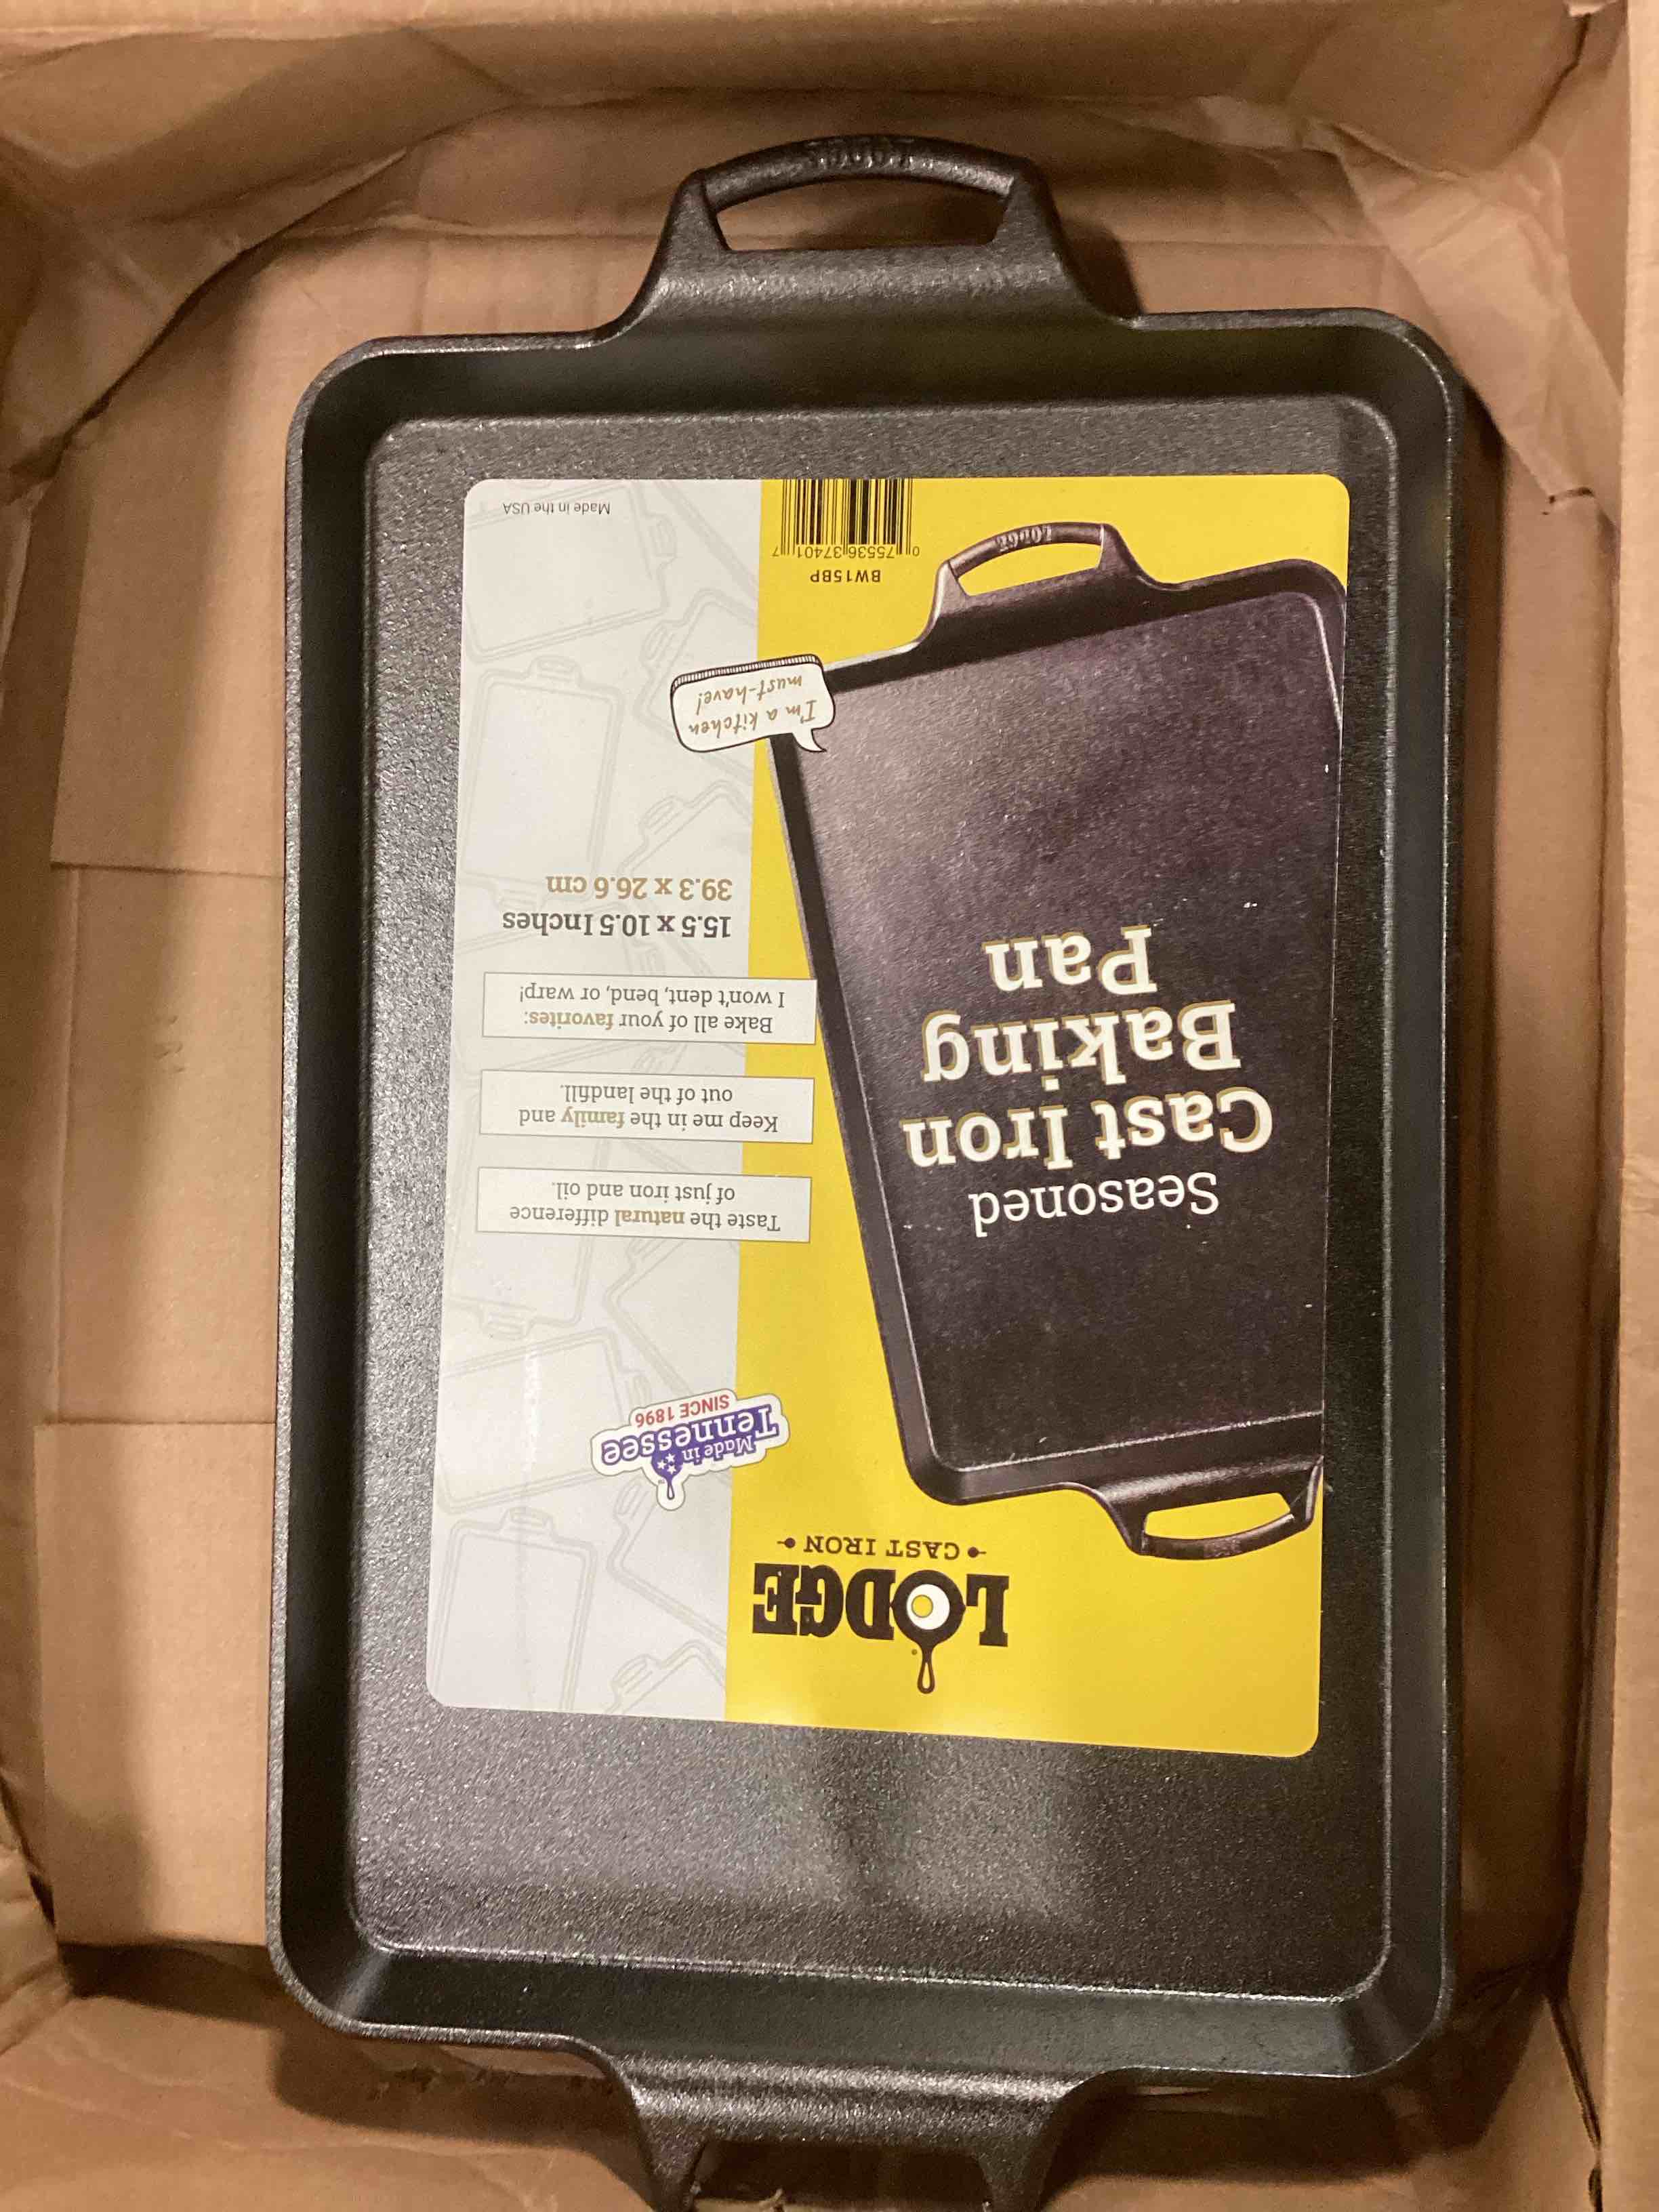 LODGE
CAST IRON
Made in
Tennessee
SINCE 1896
Seasoned
Cast Iron
Baking
Pan
Taste the natural difference
of just iron and oil.
Keep me in the family and
out of the landfill.
Bake all of your favorites:
I won't dent, bend, or warp!
15.5 x 10.5 Inches
39.3 x 26.6 cm
I'm a kitchen
must-have!
LODGE
BW15BP
0 75536 37401 7
Made in the USA
LODGE